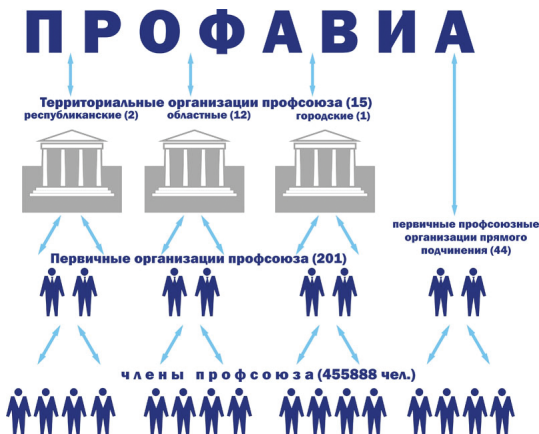 ПРОФАВИА
Территориальные организации профсоюза (15)
республиканские (2) областные (12) городские (1)
первичные профсоюзные
организации прямого
подчинения (44)
Первичные организации профсоюза (201)
члены профсоюза (455888 чел.)